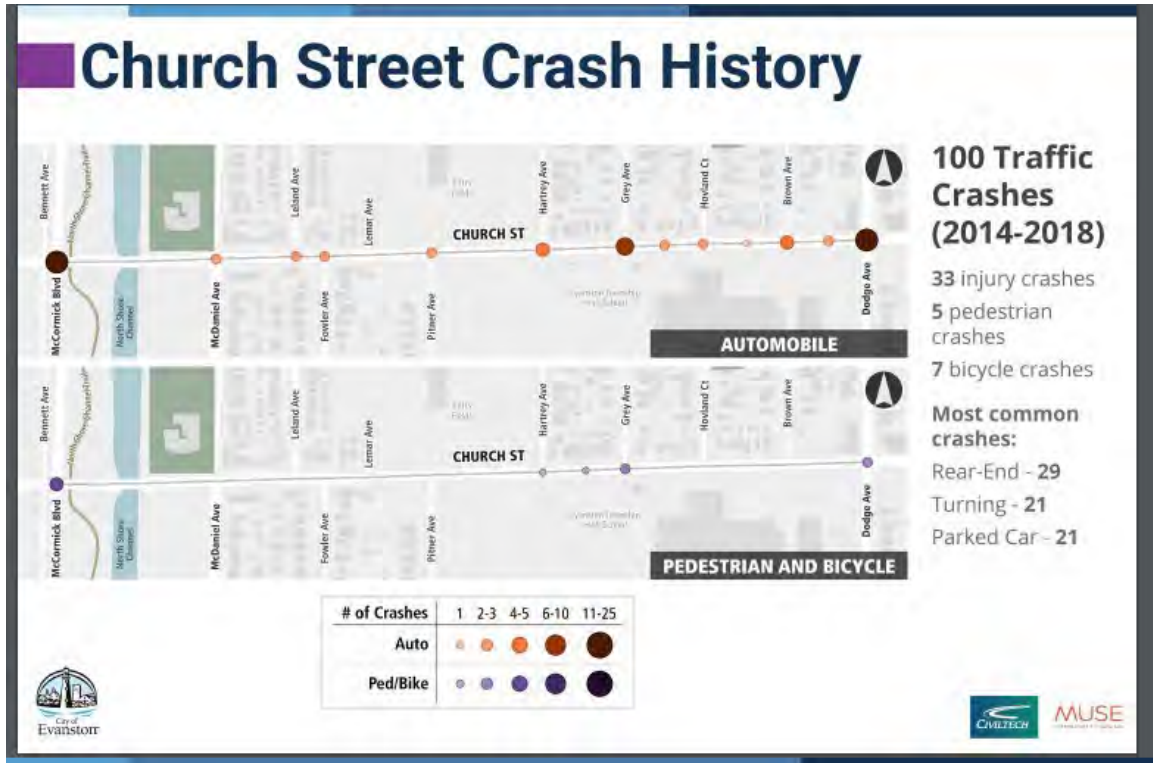 Church Street Crash History
Bennett Ave
Leland Ave
Lemar Ave
Hartrey Ave
Grey Ave
Hovland Ct
Brown Ave
CHURCH ST
McCormick Blvd
North Shore
Channel
McDaniel Ave
Fowler Ave
Pitner Ave
Dodge Ave
AUTOMOBILE
Bennett Ave
Leland Ave
Lemar Ave
Hartrey Ave
Grey Ave
Hovland Ct
Brown Ave
CHURCH ST
McCormick Blvd
North Shore
Channel
McDaniel Ave
Fowler Ave
Pitner Ave
Dodge Ave
PEDESTRIAN AND BICYCLE
100 Traffic
Crashes
(2014-2018)
33 injury crashes
5 pedestrian
crashes
7 bicycle crashes
Most common
crashes:
Rear-End - 29
Turning - 21
Parked Car - 21
# of Crashes 1 2-3 4-5 6-10 11-25
Auto
Ped/Bike
City of
Evanston
CIVILTECH
MUSE